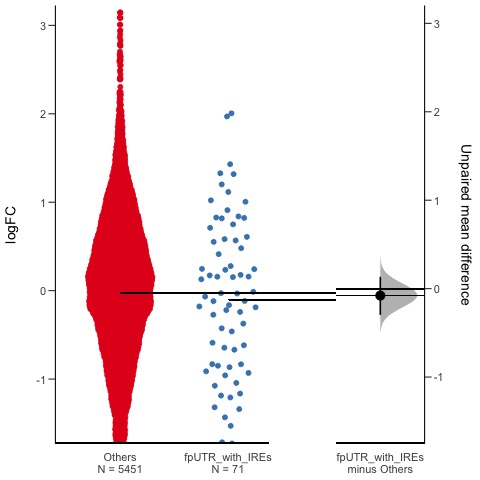 logFC
3
2
1
0
-1
Others
N = 5451
fpUTR_with_IREs
N = 71
3
2
1
0
-1
Unpaired mean difference
fpUTR_with_IREs
minus Others